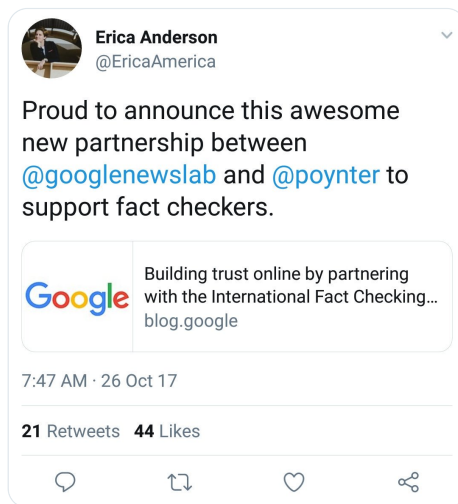 Erica Anderson
@EricaAmerica
Proud to announce this awesome
new partnership between
@googlenewslab and @poynter to
support fact checkers.
Google
Building trust online by partnering
with the International Fact Checking...
blog.google
7:47 AM · 26 Oct 17
21 Retweets 44 Likes